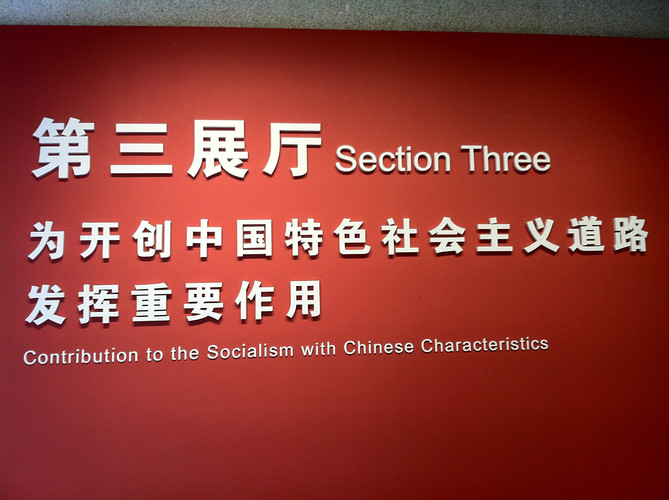 第三展厅 Section Three
为开创中国特色社会主义道路
发挥重要作用
Contribution to the Socialism with Chinese Characteristics